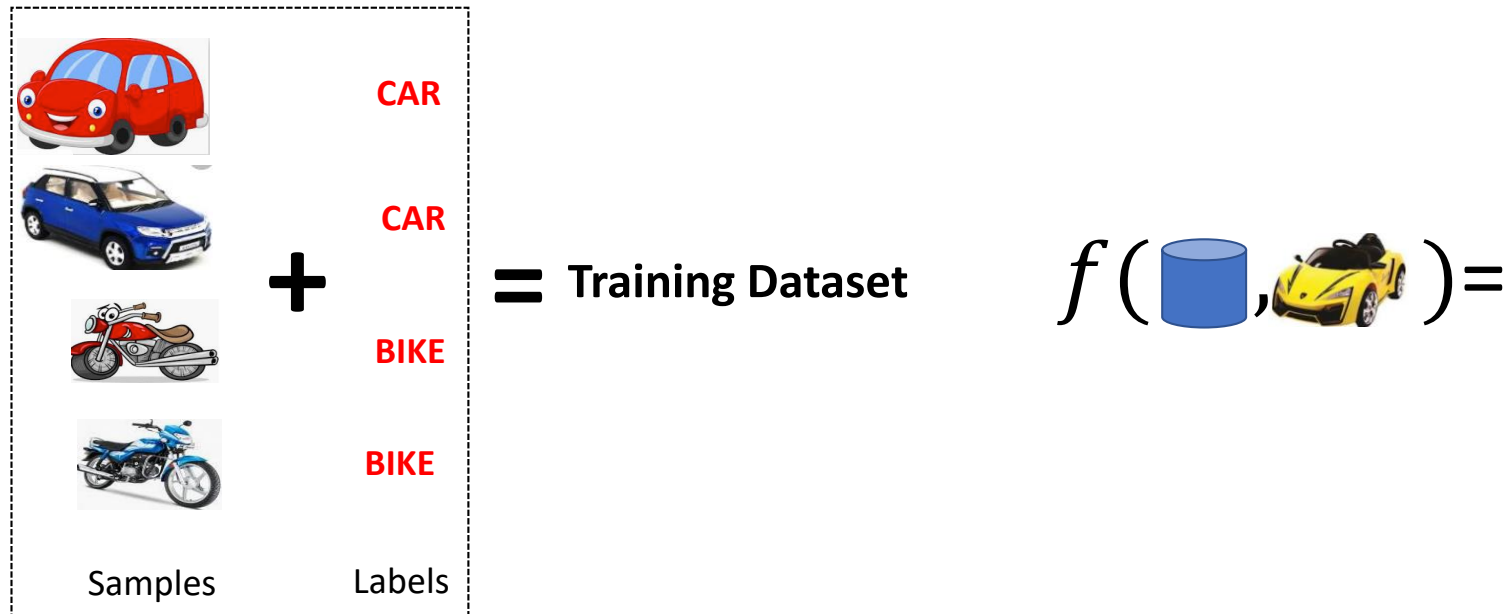 CAR
CAR
+
= Training Dataset
f( , )=
BIKE
BIKE
Samples
Labels